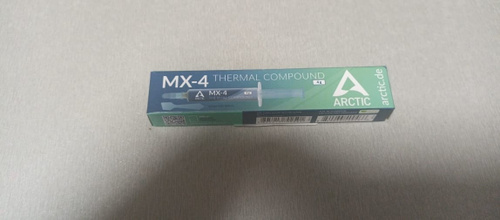 MX-4 THERMAL COMPOUND
MX-4
ARCTIC
arctic.de